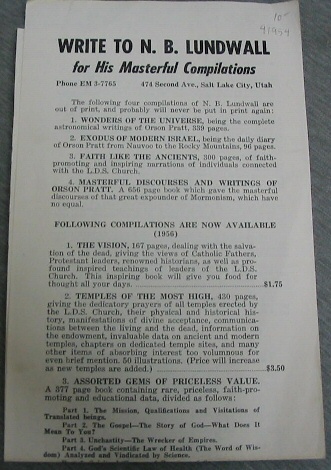 10-
WRITE TO N. B. LUNDWALL
for His Masterful Compilations
Phone EM 3-7765 474 Second Ave., Salt Lake City, Utah
The following four compilations of N. B. Lundwall are
out of print, and probably will never be put in print again:
1. WONDERS OF THE UNIVERSE, being the complete
astronomical writings of Orson Pratt, 339 pages.
2. EXODUS OF MODERN ISRAEL, being the daily diary
of Orson Pratt from Nauvoo to the Rocky Mountains, 96 pages.
3. FAITH LIKE THE ANCIENTS, 300 pages, of faith-
promoting and inspiring narrations of individuals connected
with the L.D.S. Church.
4. MASTERFUL DISCOURSES AND WRITINGS OF
ORSON PRATT. A 656 page book which gave the masterful
discourses of that great expounder of Mormonism, which have
no equal.
FOLLOWING COMPILATIONS ARE NOW AVAILABLE
(1956)
1. THE VISION, 167 pages, dealing with the salva-
tion of the dead, giving the views of Catholic Fathers,
Protestant leaders, renowned historians, as well as pro-
found inspired teachings of leaders of the L.D.S.
Church. This inspiring book will give you food for
thought all your days. $1.75
2. TEMPLES OF THE MOST HIGH, 430 pages,
giving the dedicatory prayers of all temples erected by
the L.D.S. Church, their physical and historical his-
tory, manifestations of divine acceptance, communica-
tions between the living and the dead, information on
the endowment, invaluable data on ancient and modern
temples, chapters on dedicated temple sites, and many
other items of absorbing interest too volumnous for
even brief mention. 50 illustrations. (Price will increase
as new temples are added.) $3.50
3. ASSORTED GEMS OF PRICELESS VALUE.
A 377 page book containing rare, priceless, faith-pro-
moting and educational data, divided as follows:
Part 1. The Mission, Qualifications and Visitations of
Translated Beings.
Part 2. The Gospel—The Story of God—What Does It
Mean To You?
Part 3. Unchastity—The Wrecker of Empires.
Part 4. God's Scientific Law of Health (The Word of Wis-
dom) Analyzed and Vindicated by Science.